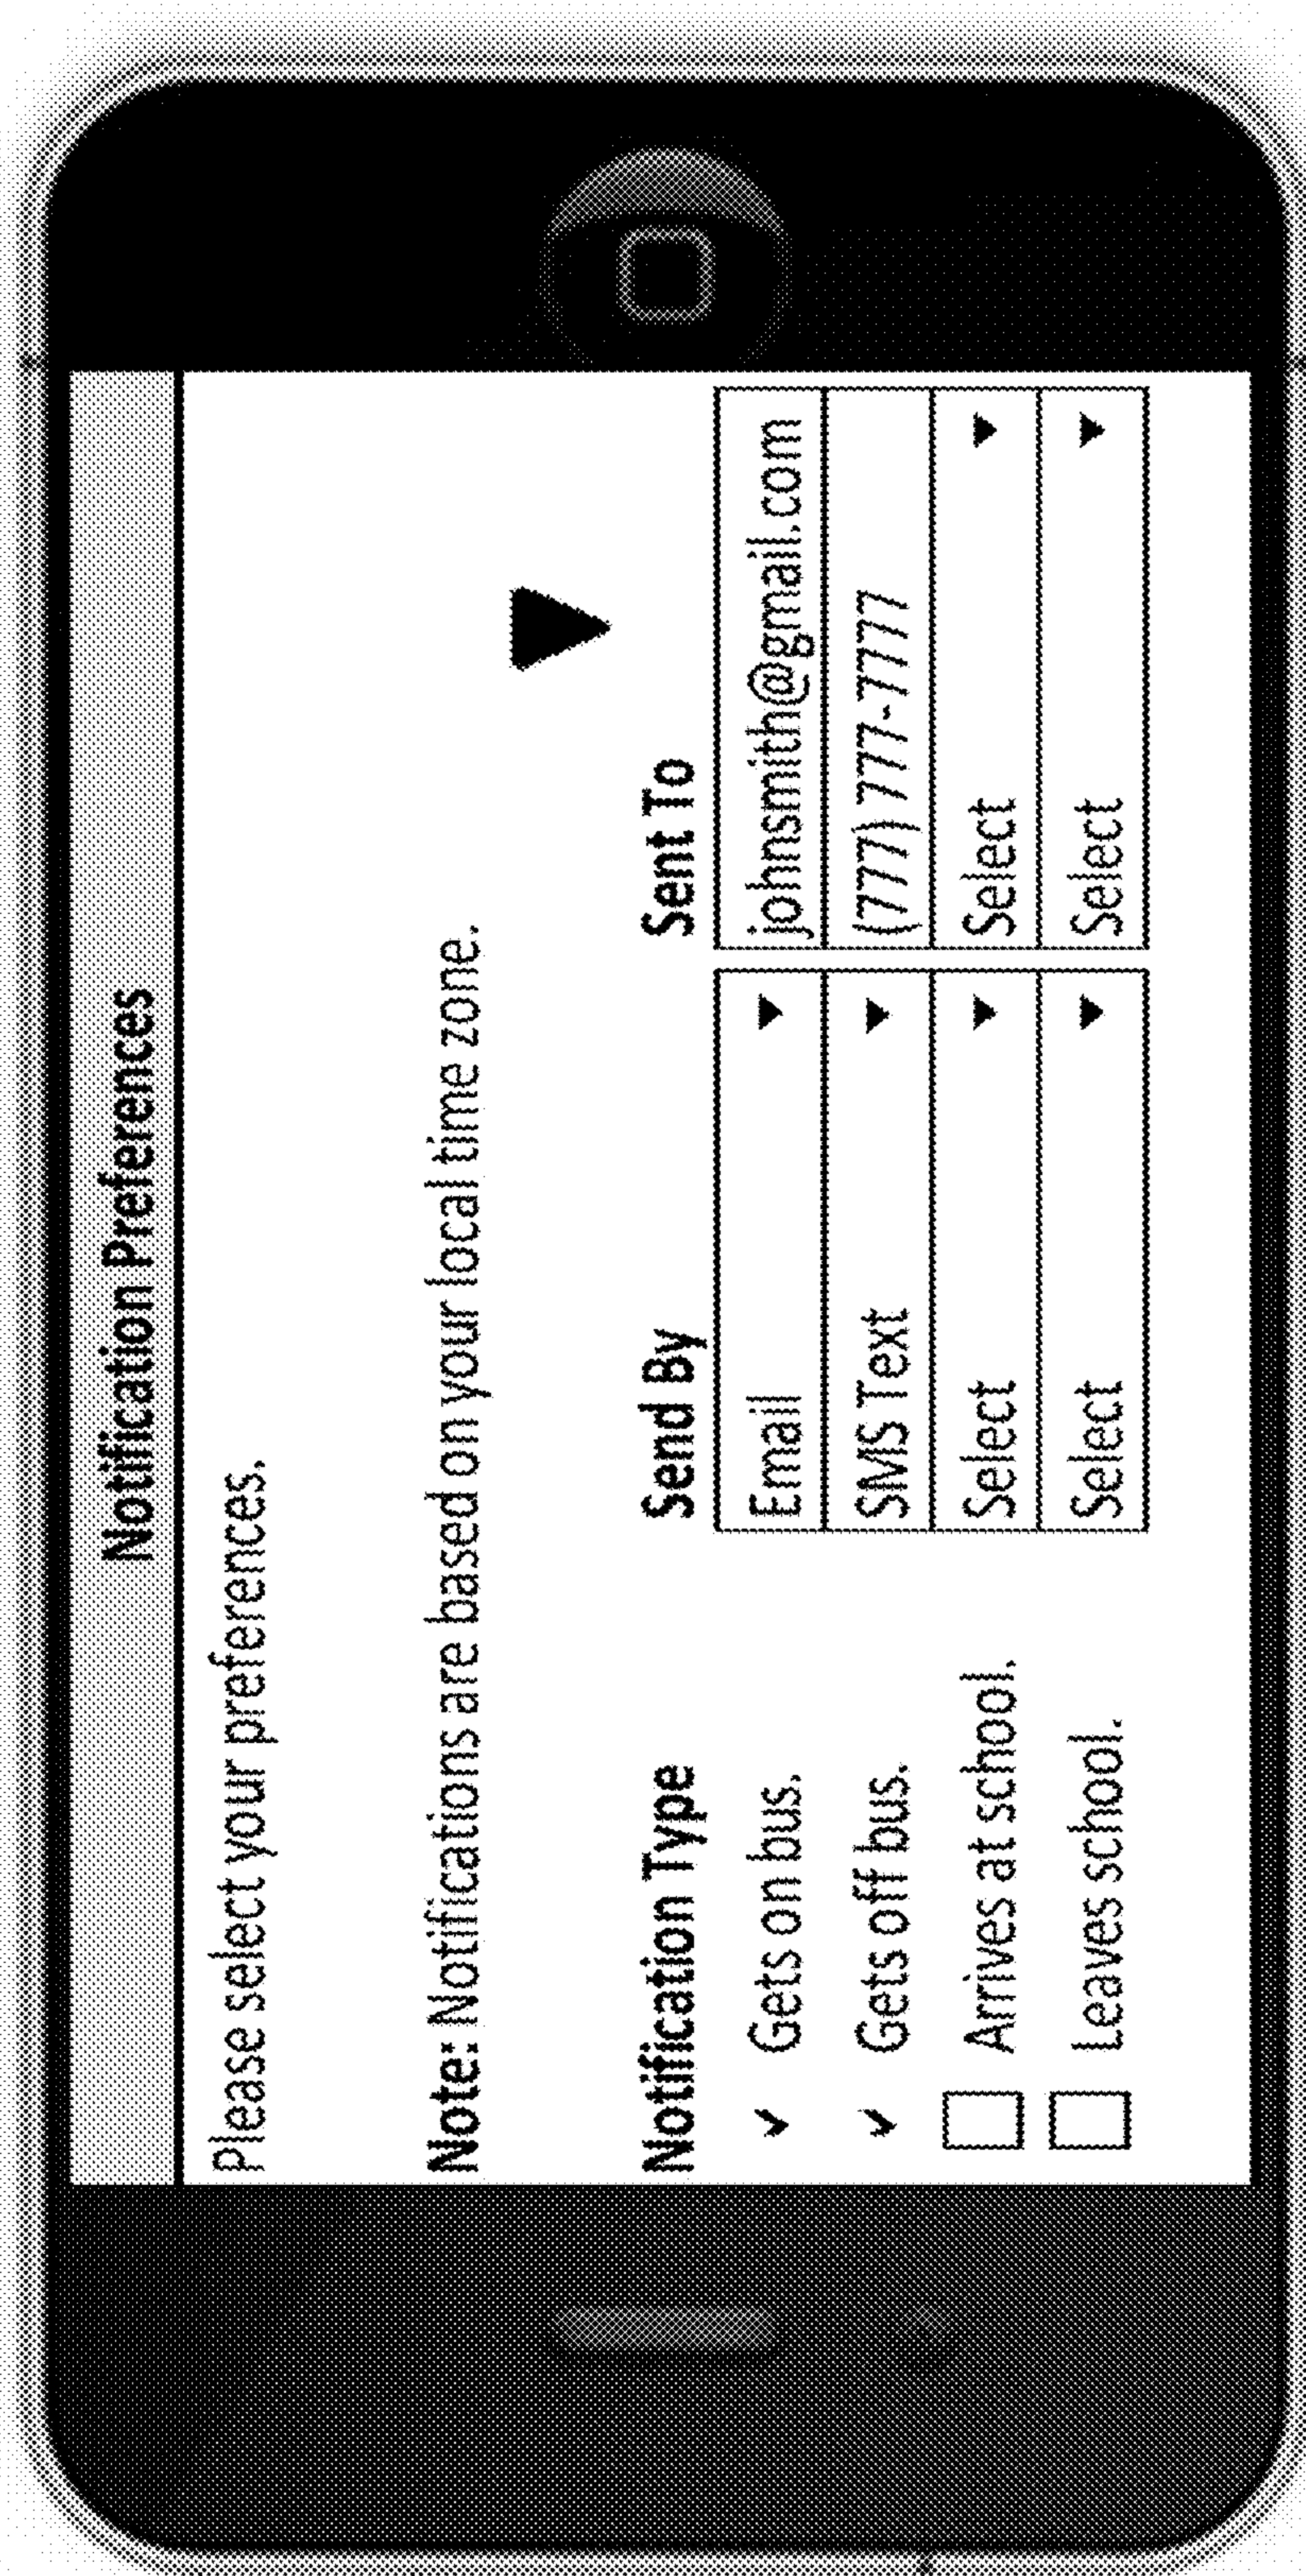 Notification Preferences
Please select your preferences.
Note: Notifications are based on your local time zone.
Notification Type Send By Sent To
Gets on bus. Email johnsmith@gmail.com
Gets off bus. SMS Text (777) 777-7777
Arrives at school. Select Select
Leaves school. Select Select